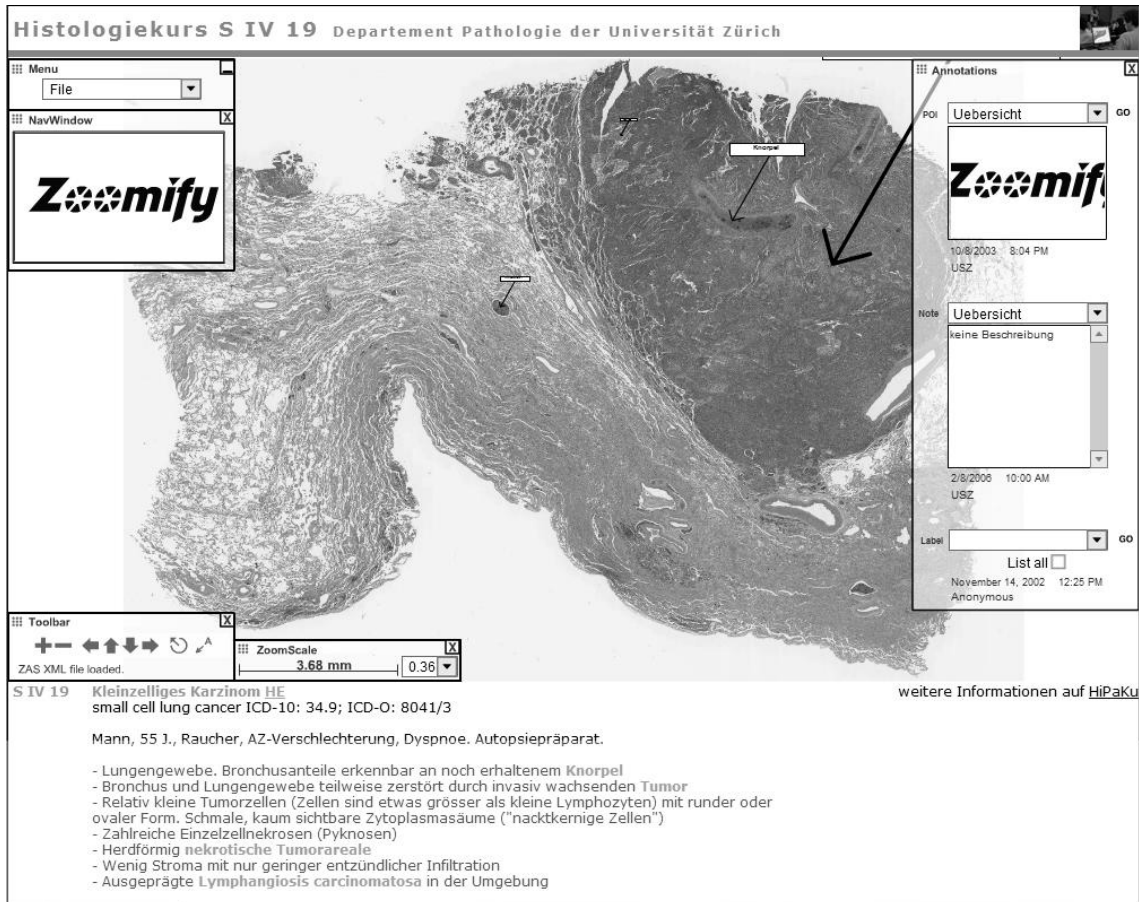 Histologiekurs S IV 19 Departement Pathologie der Universität Zürich
Menu
File
NavWindow
X
Zoomify
Knorpel
Annotations
X
POI
Uebersicht
GO
Zoomify
10/8/2003 8:04 PM
USZ
Note
Uebersicht
keine Beschreibung
2/8/2006 10:00 AM
USZ
Label
GO
List all
November 14, 2002 12:25 PM
Anonymous
Toolbar
X
A
ZAS XML file loaded.
ZoomScale
X
3.68 mm
0.36
S IV 19 Kleinzelliges Karzinom HE
weitere Informationen auf HiPaKu
small cell lung cancer ICD-10: 34.9; ICD-O: 8041/3
Mann, 55 J., Raucher, AZ-Verschlechterung, Dyspnoe. Autopsiepräparat.
- Lungengewebe. Bronchusanteile erkennbar an noch erhaltenem Knorpel
- Bronchus und Lungengewebe teilweise zerstört durch invasiv wachsenden Tumor
- Relativ kleine Tumorzellen (Zellen sind etwas grösser als kleine Lymphozyten) mit runder oder
ovaler Form. Schmale, kaum sichtbare Zytoplasmasäume ("nacktkernige Zellen")
- Zahlreiche Einzelzellnekrosen (Pyknosen)
- Herdförmig nekrotische Tumorareale
- Wenig Stroma mit nur geringer entzündlicher Infiltration
- Ausgeprägte Lymphangiosis carcinomatosa in der Umgebung